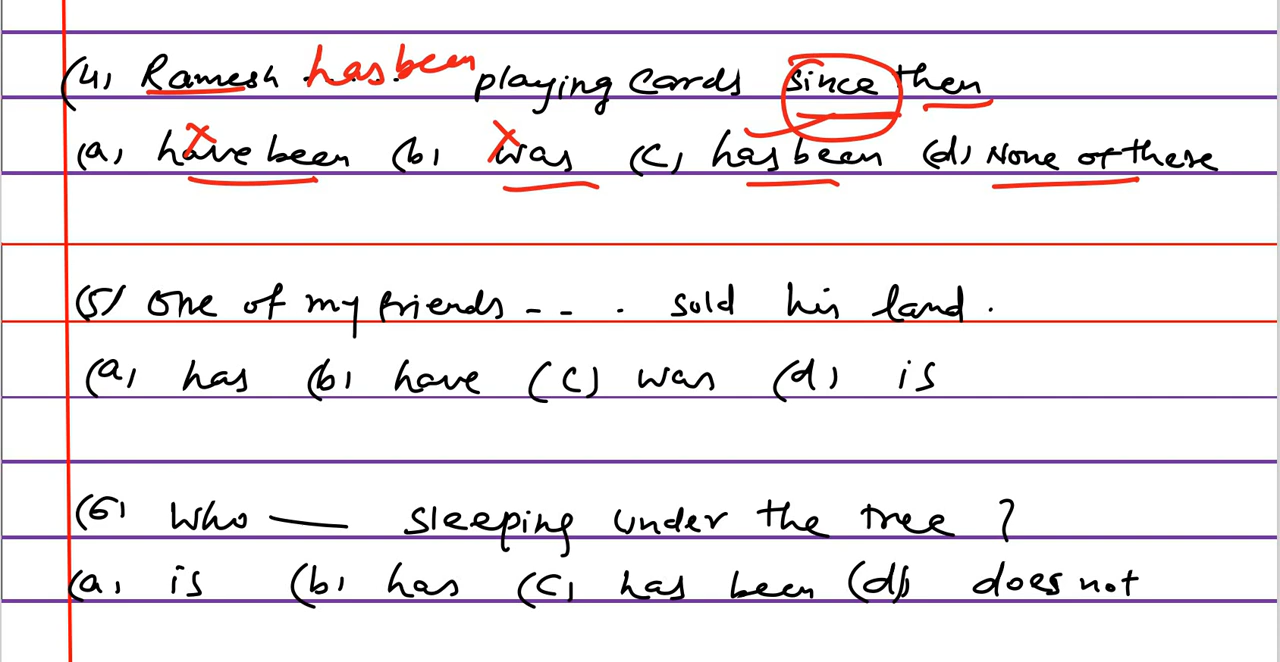 (4) Ramesh has been playing cards since then
(a) have been (b) was (c) has been (d) None of these
(5) One of my friends - - . sold his land.
(a) has (b) have (c) was (d) is
(6) Who — sleeping under the tree ?
(a) is (b) has (c) has been (d) does not